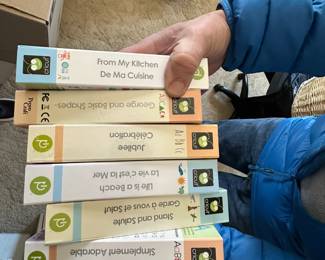 From My Kitchen
De Ma Cuisine
George and Basic Shapes
Jubilee
Célébration
Life is a Beach
La vie c'est la Mer
Stand and Salute
Garde à vous et Salut
Simplement Adorable